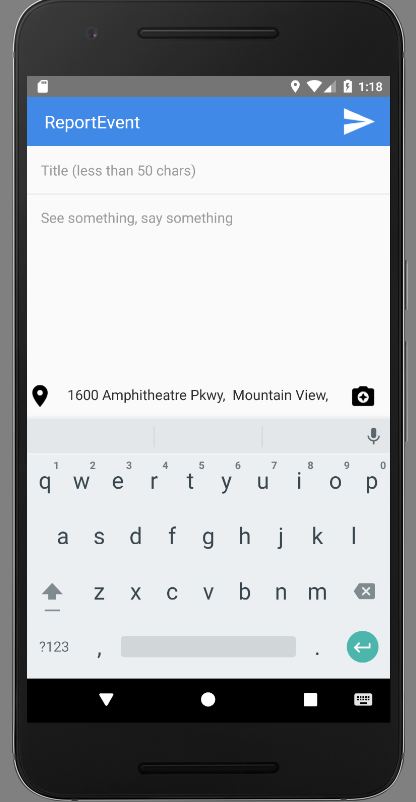 1:18
ReportEvent
Title (less than 50 chars)
See something, say something
1600 Amphitheatre Pkwy,  Mountain View,
1 2 3 4 5 6 7 8 9 0
q w e r t y u i o p
a s d f g h j k l
z x c v b n m
?123 , .